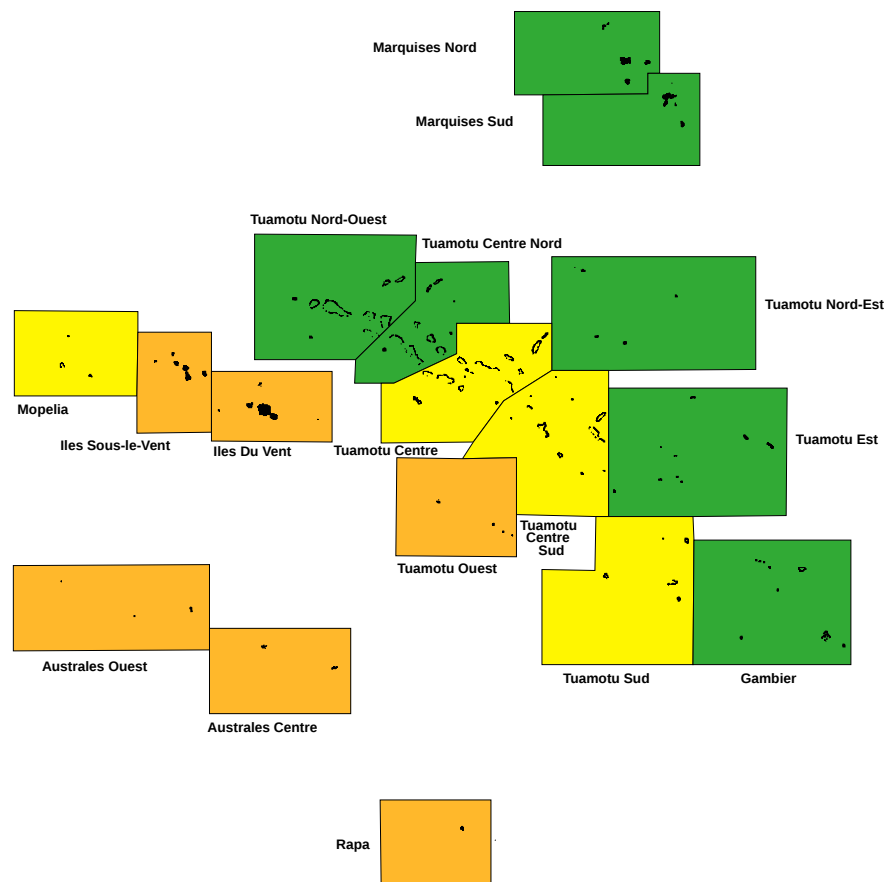 Marquises Nord
Marquises Sud
Tuamotu Nord-Ouest
Tuamotu Centre Nord
Tuamotu Nord-Est
Mopelia
Iles Sous-le-Vent
Iles Du Vent
Tuamotu Centre
Tuamotu Est
Tuamotu
Centre
Sud
Tuamotu Ouest
Australes Ouest
Tuamotu Sud
Gambier
Australes Centre
Rapa